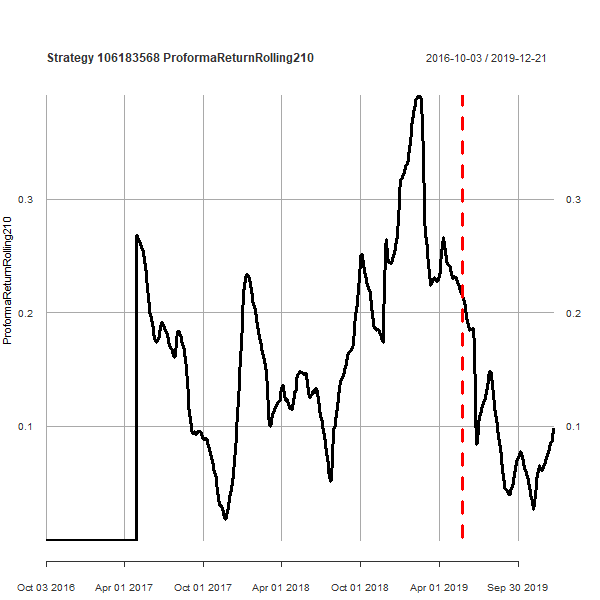 Strategy 106183568 ProformaReturnRolling210
2016-10-03 / 2019-12-21
ProformaReturnRolling210
0.3
0.3
0.2
0.2
0.1
0.1
Oct 03 2016
Apr 01 2017
Oct 01 2017
Apr 01 2018
Oct 01 2018
Apr 01 2019
Sep 30 2019